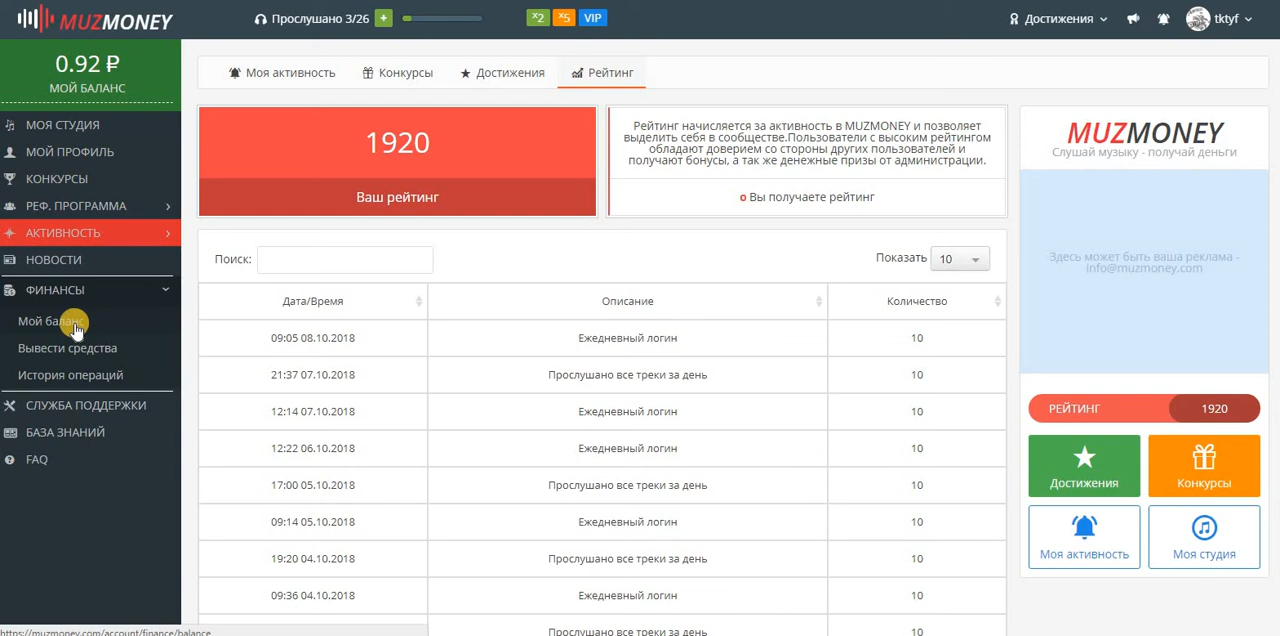 MUZMONEY
Прослушано 3/26 +
x2 x5 VIP
Достижения
tktyf
0.92 ₽
МОЙ БАЛАНС
МОЯ СТУДИЯ
МОЙ ПРОФИЛЬ
КОНКУРСЫ
РЕФ. ПРОГРАММА
АКТИВНОСТЬ
НОВОСТИ
ФИНАНСЫ
Мой баланс
Вывести средства
История операций
СЛУЖБА ПОДДЕРЖКИ
БАЗА ЗНАНИЙ
FAQ
https://muzmoney.com/account/finance/balance
Моя активность
Конкурсы
Достижения
Рейтинг
1920
Ваш рейтинг
Рейтинг начисляется за активность в MUZMONEY и позволяет
выделить себя в сообществе.Пользователи с высоким рейтингом
обладают доверием со стороны других пользователей и
получают бонусы, а так же денежные призы от администрации.
о Вы получаете рейтинг
Поиск:
Показать 10
Дата/Время Описание Количество
09:05 08.10.2018 Ежедневный логин 10
21:37 07.10.2018 Прослушано все треки за день 10
12:14 07.10.2018 Ежедневный логин 10
12:22 06.10.2018 Ежедневный логин 10
17:00 05.10.2018 Прослушано все треки за день 10
09:14 05.10.2018 Ежедневный логин 10
19:20 04.10.2018 Прослушано все треки за день 10
09:36 04.10.2018 Ежедневный логин 10
Прослушано все треки за день 10
MUZMONEY
Слушай музыку - получай деньги
Здесь может быть ваша реклама -
info@muzmoney.com
РЕЙТИНГ 1920
Достижения
Конкурсы
Моя активность
Моя студия